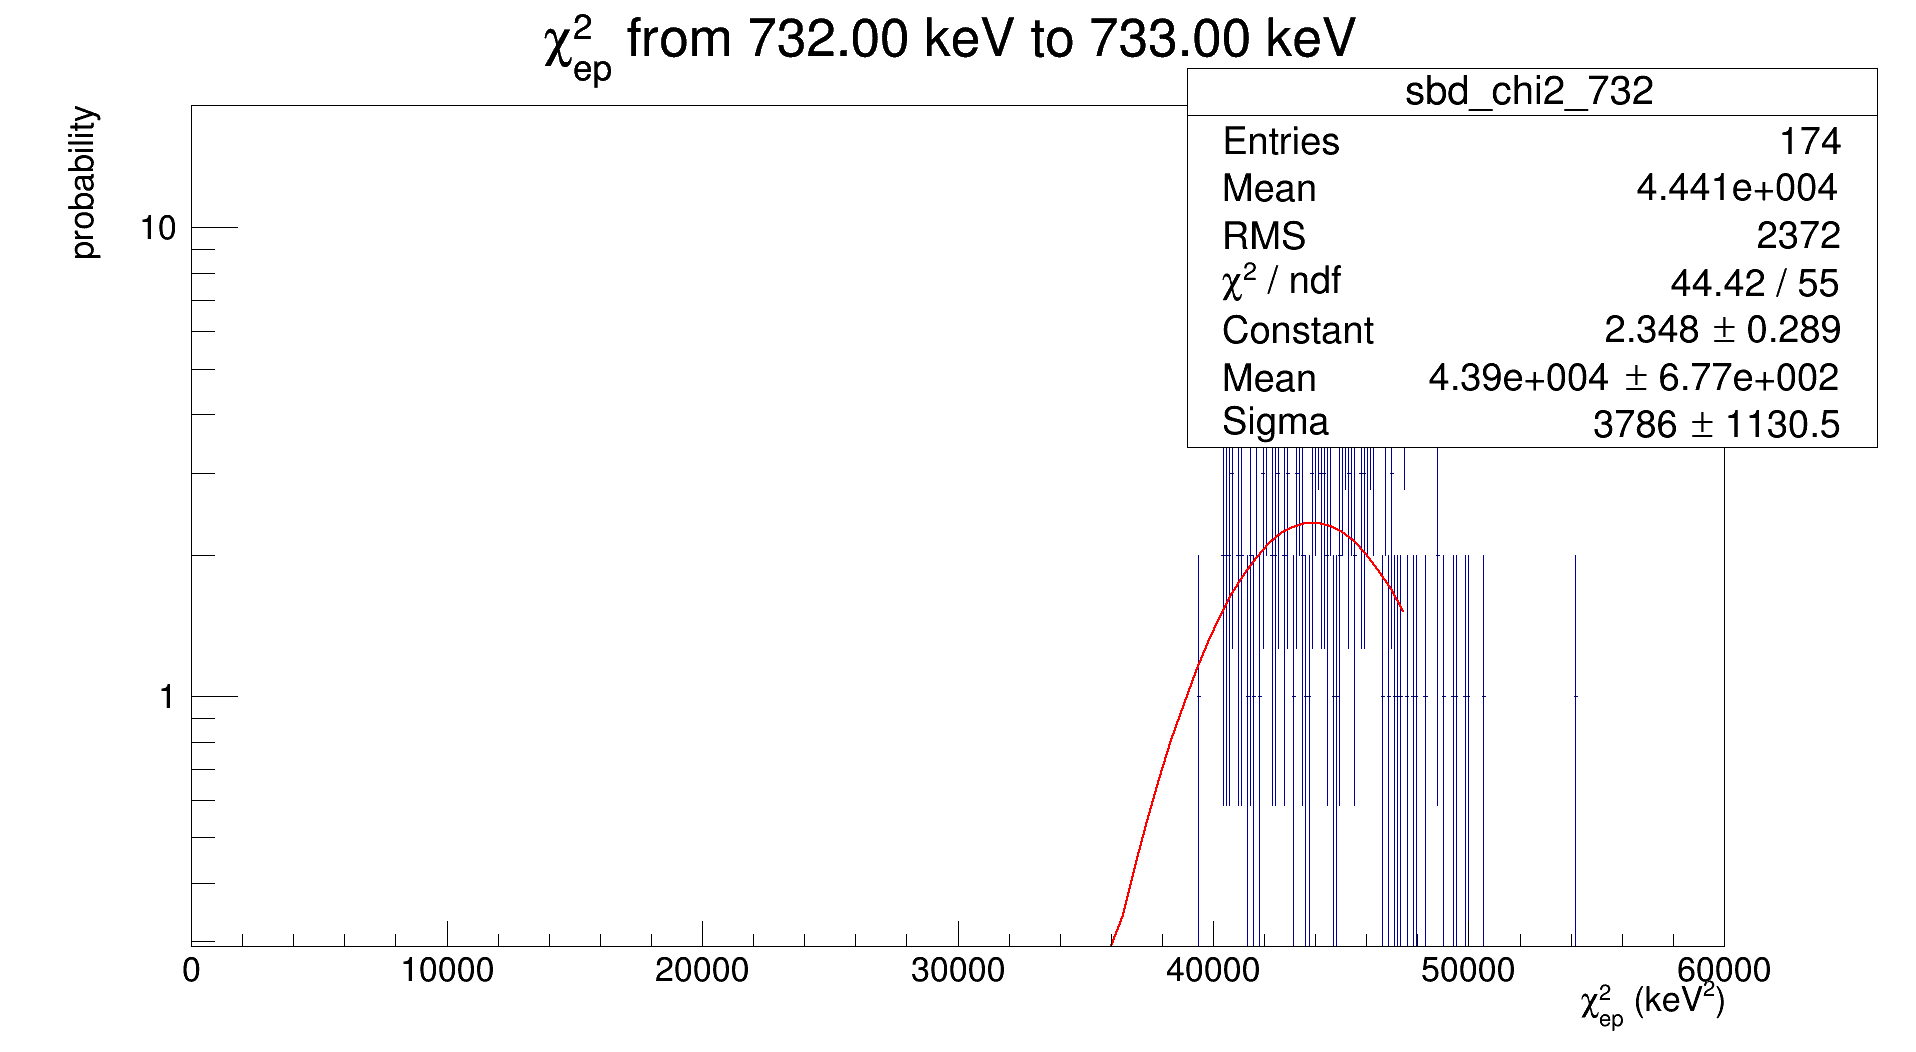 χ²ep from 732.00 keV to 733.00 keV
sbd_chi2_732
Entries 174
Mean 4.441e+004
RMS 2372
χ² / ndf 44.42 / 55
Constant 2.348 ± 0.289
Mean 4.39e+004 ± 6.77e+002
Sigma 3786 ± 1130.5
probability
10
1
0 10000 20000 30000 40000 50000 60000
χ²ep (keV²)